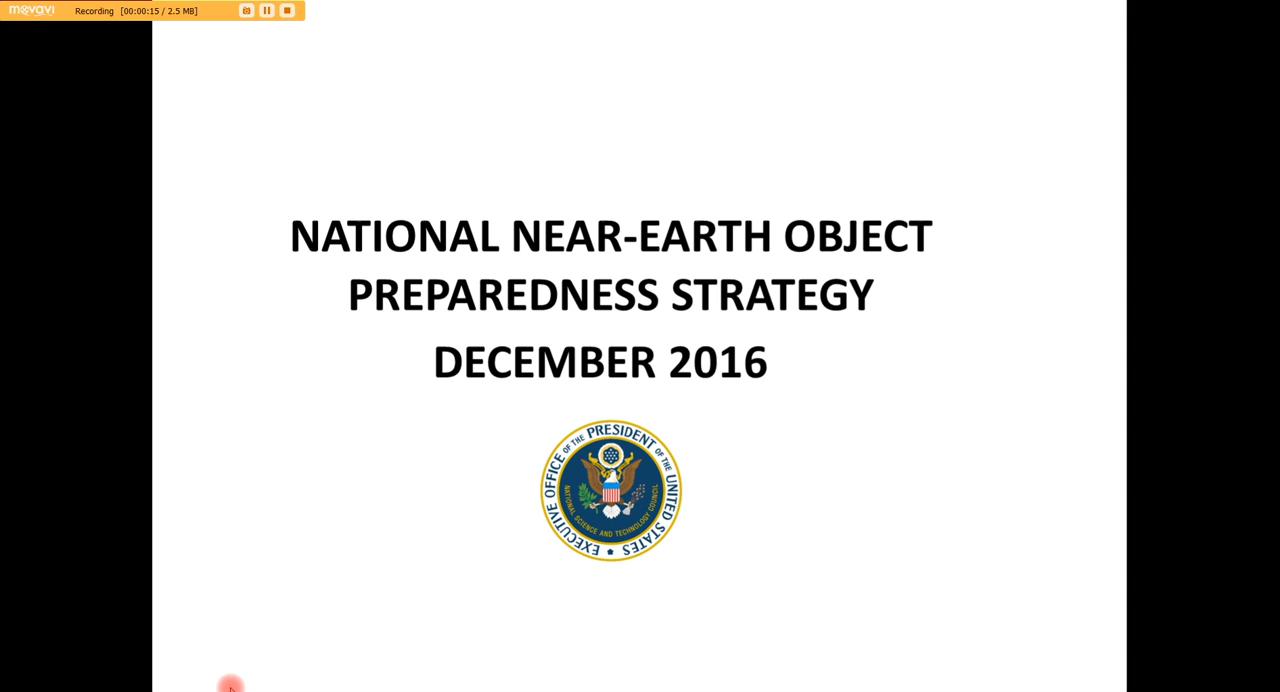 movavi
Recording [00:00:15 / 2.5 MB]
NATIONAL NEAR-EARTH OBJECT
PREPAREDNESS STRATEGY
DECEMBER 2016
EXECUTIVE OFFICE OF THE PRESIDENT OF THE UNITED STATES
NATIONAL SCIENCE AND TECHNOLOGY COUNCIL